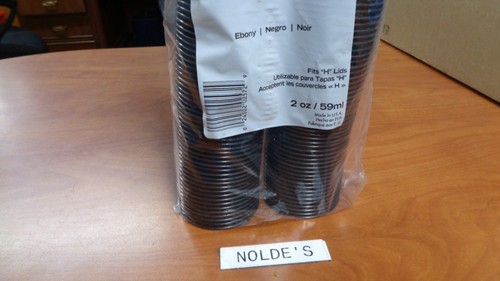 Ebony | Negro | Noir
Fits "H" Lids
Utilizable para Tapas "H"
Acceptent les couvercles « H »
2 oz / 59ml
Made in U.S.A.
NOLDE'S